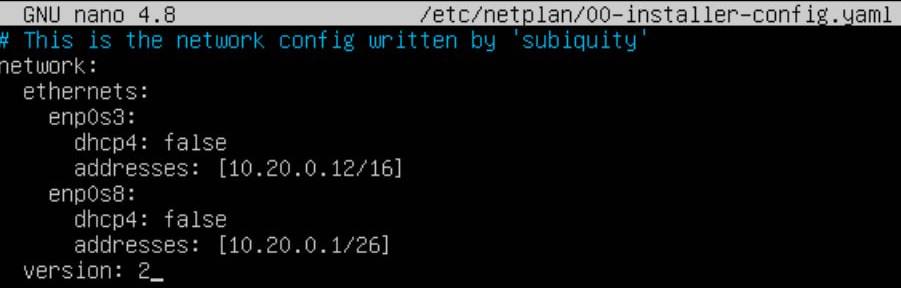 GNU nano 4.8 /etc/netplan/00-installer-config.yaml
# This is the network config written by 'subiquity'
network:
  ethernets:
    enp0s3:
      dhcp4: false
      addresses: [10.20.0.12/16]
    enp0s8:
      dhcp4: false
      addresses: [10.20.0.1/26]
  version: 2_